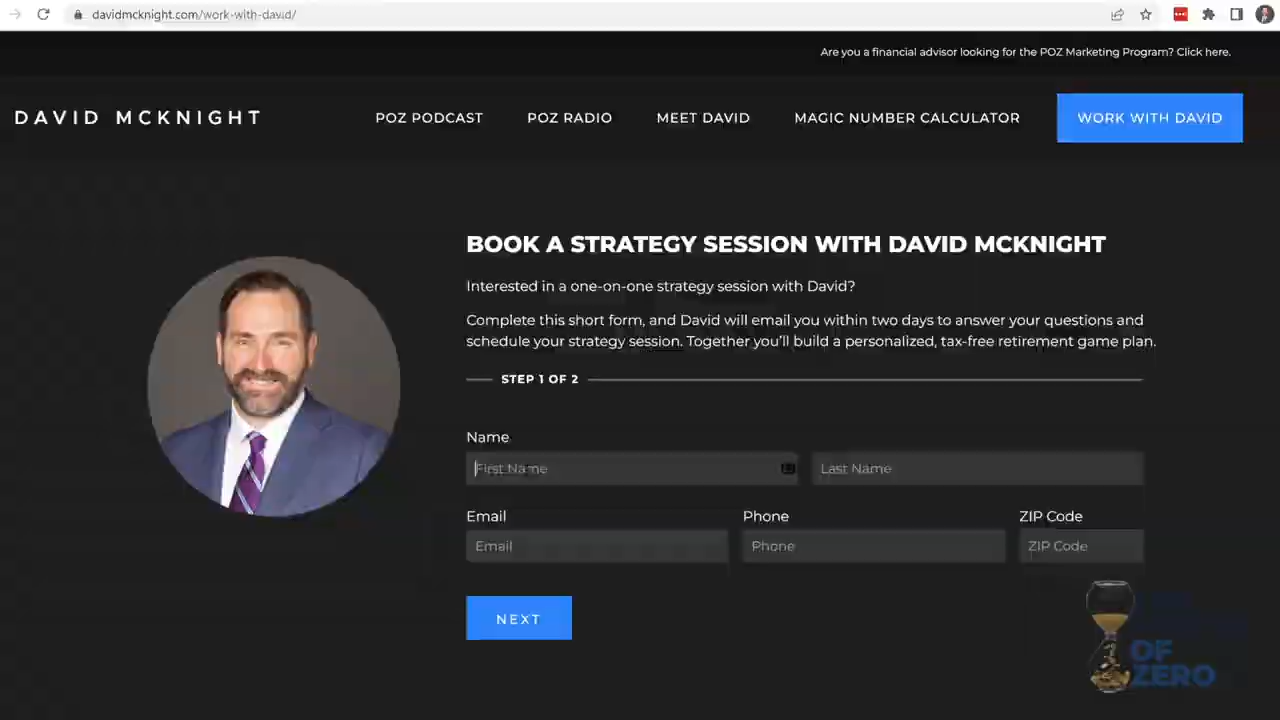 davidmcknight.com/work-with-david/
Are you a financial advisor looking for the POZ Marketing Program? Click here.
DAVID MCKNIGHT
POZ PODCAST
POZ RADIO
MEET DAVID
MAGIC NUMBER CALCULATOR
WORK WITH DAVID
BOOK A STRATEGY SESSION WITH DAVID MCKNIGHT
Interested in a one-on-one strategy session with David?
Complete this short form, and David will email you within two days to answer your questions and
schedule your strategy session. Together you'll build a personalized, tax-free retirement game plan.
STEP 1 OF 2
Name
First Name
Last Name
Email
Phone
ZIP Code
Email
Phone
ZIP Code
NEXT
OF
ZERO